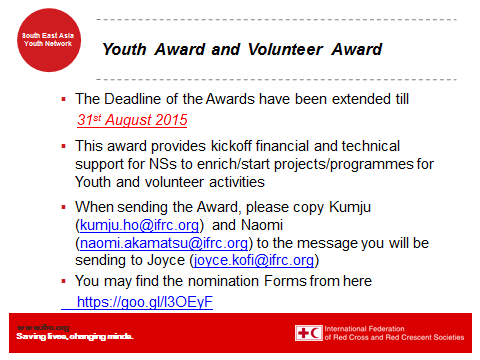 South East Asia
Youth Network
Youth Award and Volunteer Award
▪ The Deadline of the Awards have been extended till
31st August 2015
▪ This award provides kickoff financial and technical
support for NSs to enrich/start projects/programmes for
Youth and volunteer activities
▪ When sending the Award, please copy Kumju
(kumju.ho@ifrc.org) and Naomi
(naomi.akamatsu@ifrc.org) to the message you will be
sending to Joyce (joyce.kofi@ifrc.org)
▪ You may find the nomination Forms from here
https://goo.gl/l3OEyF
www.ifrc.org
Saving lives, changing minds.
International Federation
of Red Cross and Red Crescent Societies